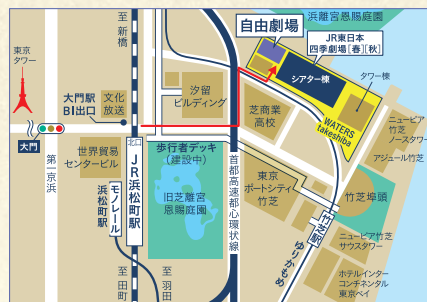 至
新
橋
浜離宮恩賜庭園
自由劇場
JR東日本
四季劇場[春][秋]
東京
タワー
シアター棟
タワー棟
大門駅
B1出口
文化
放送
汐留
ビルディング
芝商業
高校
WATERS
takeshiba
ニューピア
竹芝
ノースタワー
アジュール竹芝
大門
北口
歩行者デッキ
(建設中)
世界貿易
センタービル
第一京浜
JR浜松町駅
モノレール
浜松町駅
旧芝離宮
恩賜庭園
首都高速都心環状線
東京
ポートシティ
竹芝
竹芝埠頭
竹芝駅
ゆりかもめ
ニューピア竹芝
サウスタワー
ホテルインター
コンチネンタル
東京ベイ
至
田町
至
羽田